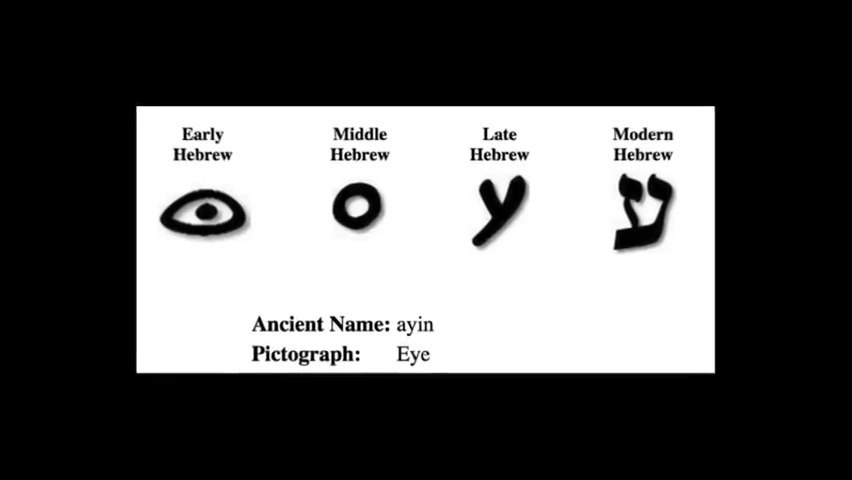 Early Hebrew
Middle Hebrew
Late Hebrew
Modern Hebrew
ע
Ancient Name: ayin
Pictograph: Eye